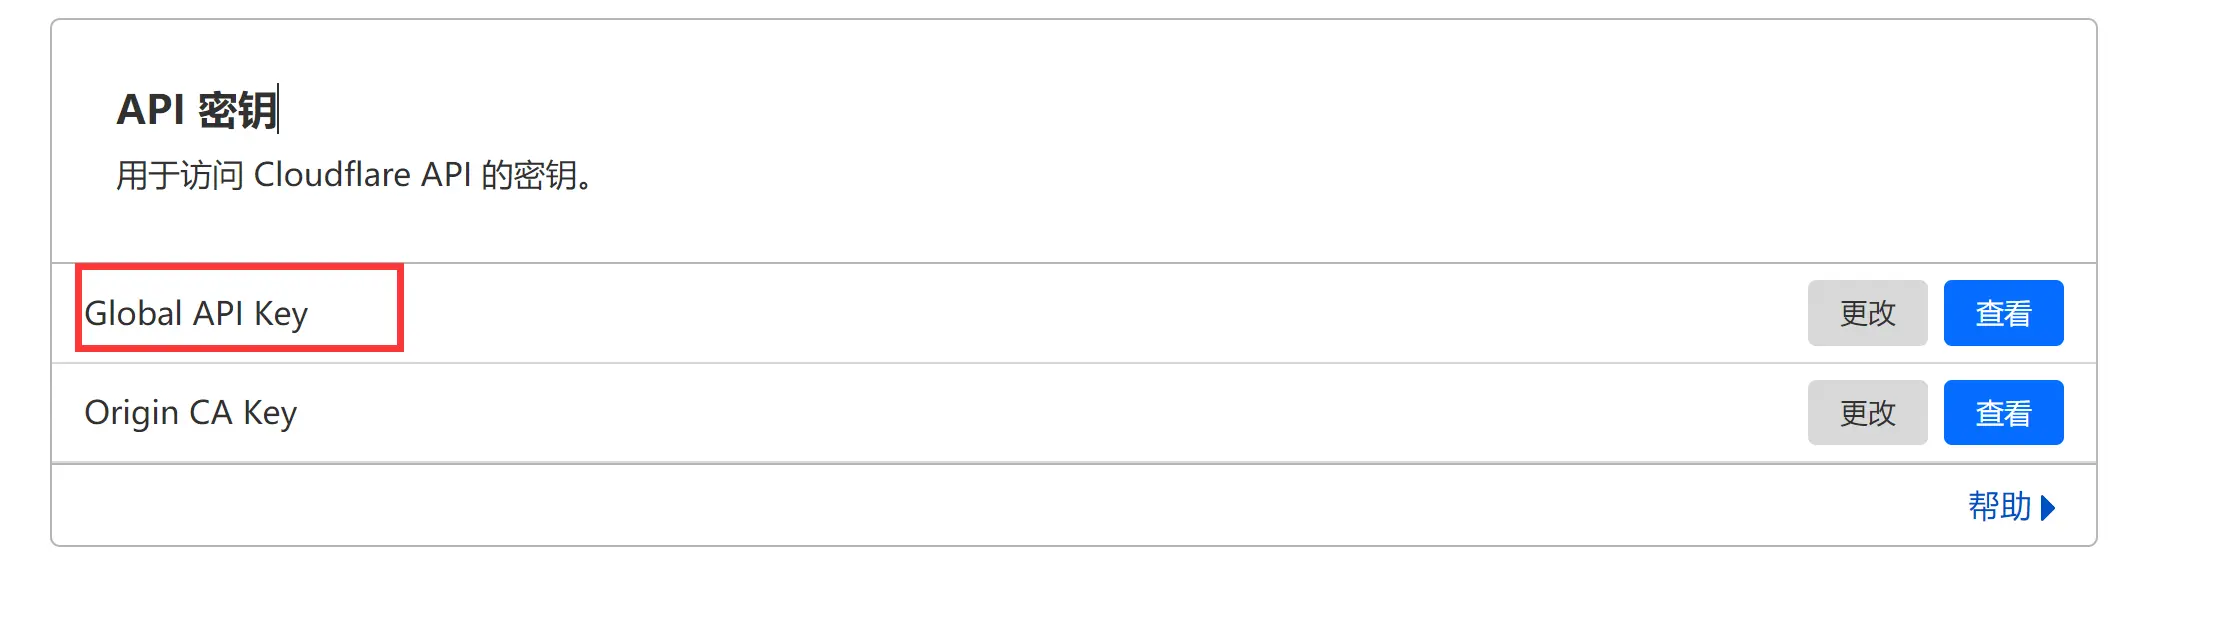 API 密钥
用于访问 Cloudflare API 的密钥。
Global API Key 更改 查看
Origin CA Key 更改 查看
帮助